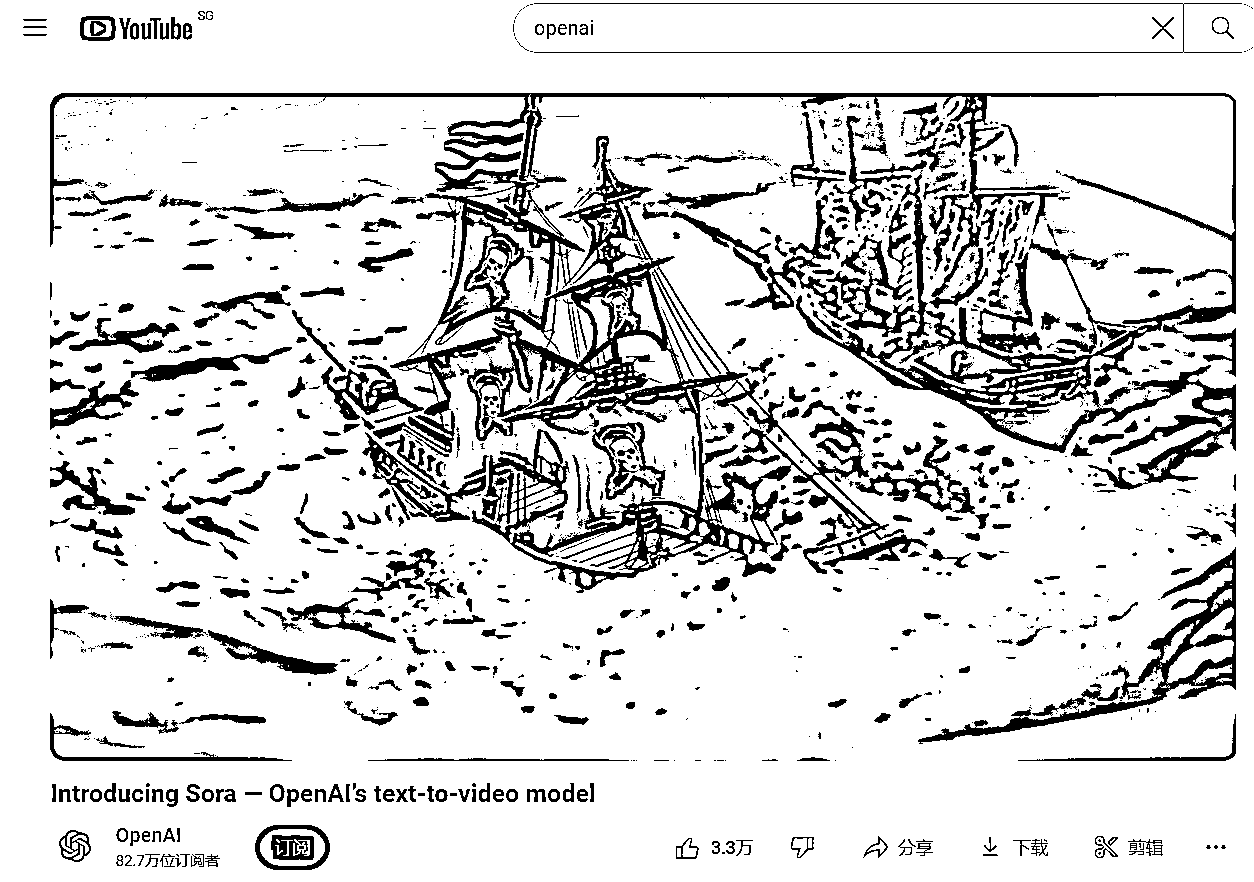 YouTube SG
openai
Introducing Sora — OpenAI's text-to-video model
OpenAI
82.7万位订阅者
订阅
3.3万
分享
下载
剪辑